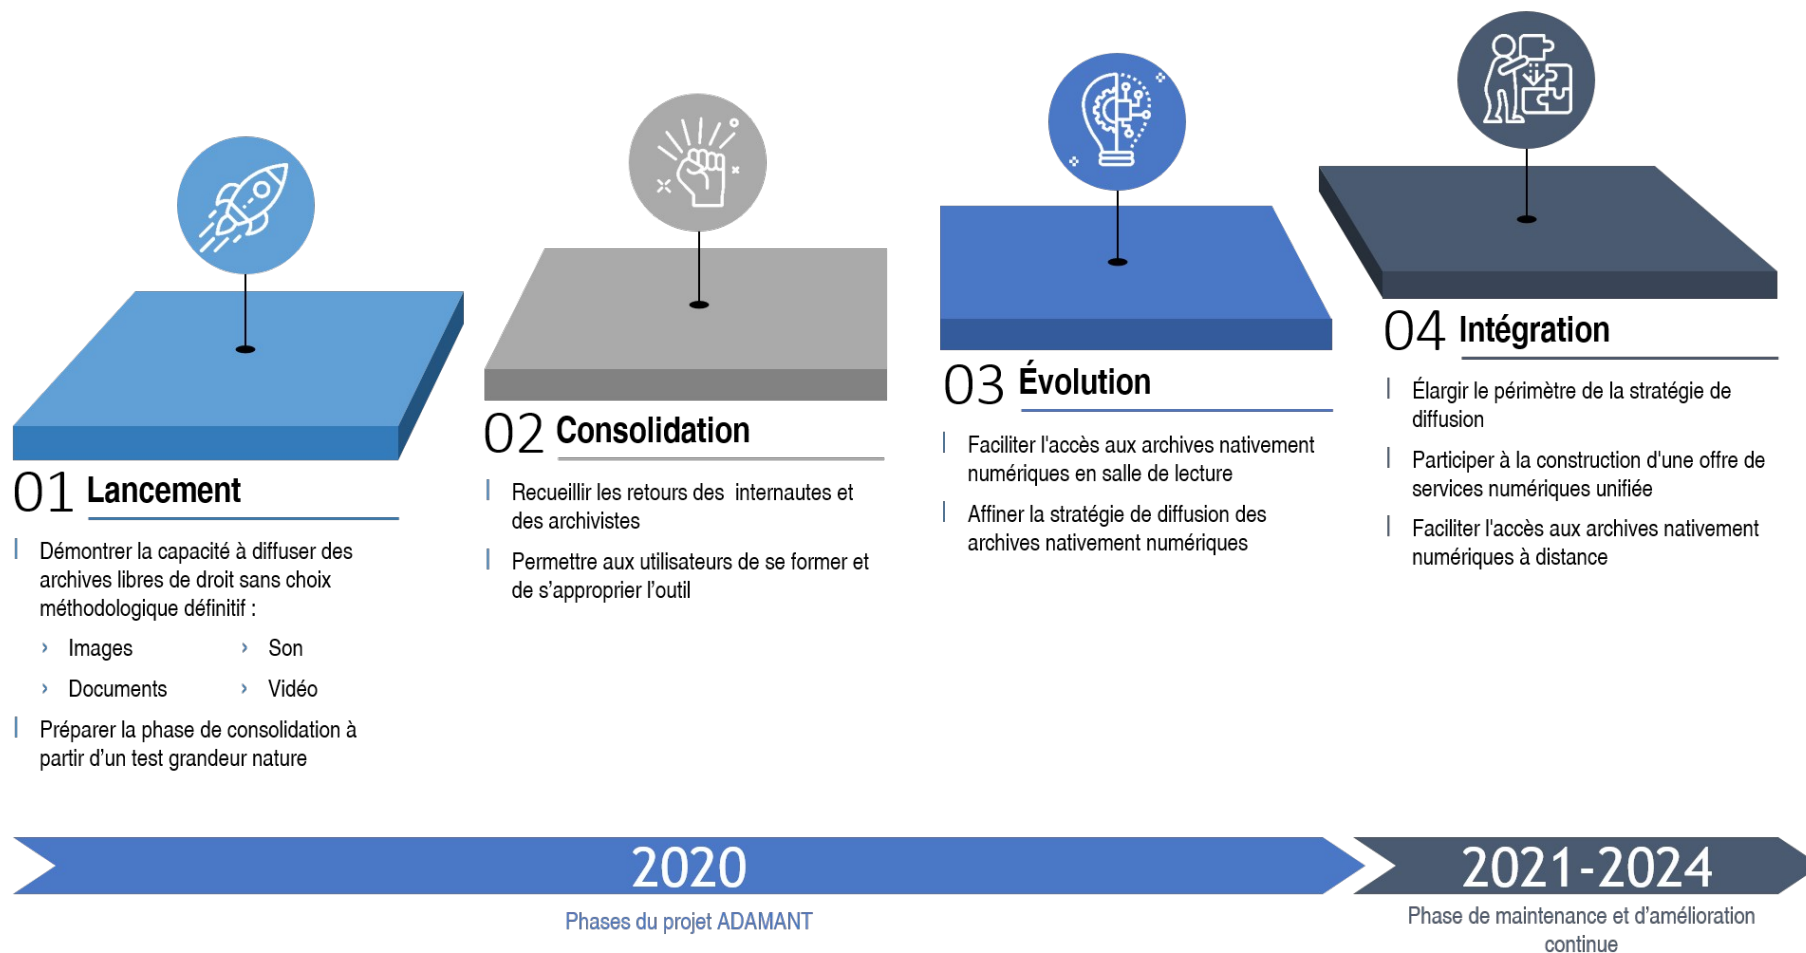 01 Lancement
Démontrer la capacité à diffuser des
archives libres de droit sans choix
méthodologique définitif :
› Images
› Son
› Documents
› Vidéo
Préparer la phase de consolidation à
partir d’un test grandeur nature
02 Consolidation
Recueillir les retours des internautes et
des archivistes
Permettre aux utilisateurs de se former et
de s’approprier l’outil
03 Évolution
Faciliter l'accès aux archives nativement
numériques en salle de lecture
Affiner la stratégie de diffusion des
archives nativement numériques
04 Intégration
Élargir le périmètre de la stratégie de
diffusion
Participer à la construction d'une offre de
services numériques unifiée
Faciliter l'accès aux archives nativement
numériques à distance
2020
Phases du projet ADAMANT
2021-2024
Phase de maintenance et d’amélioration
continue